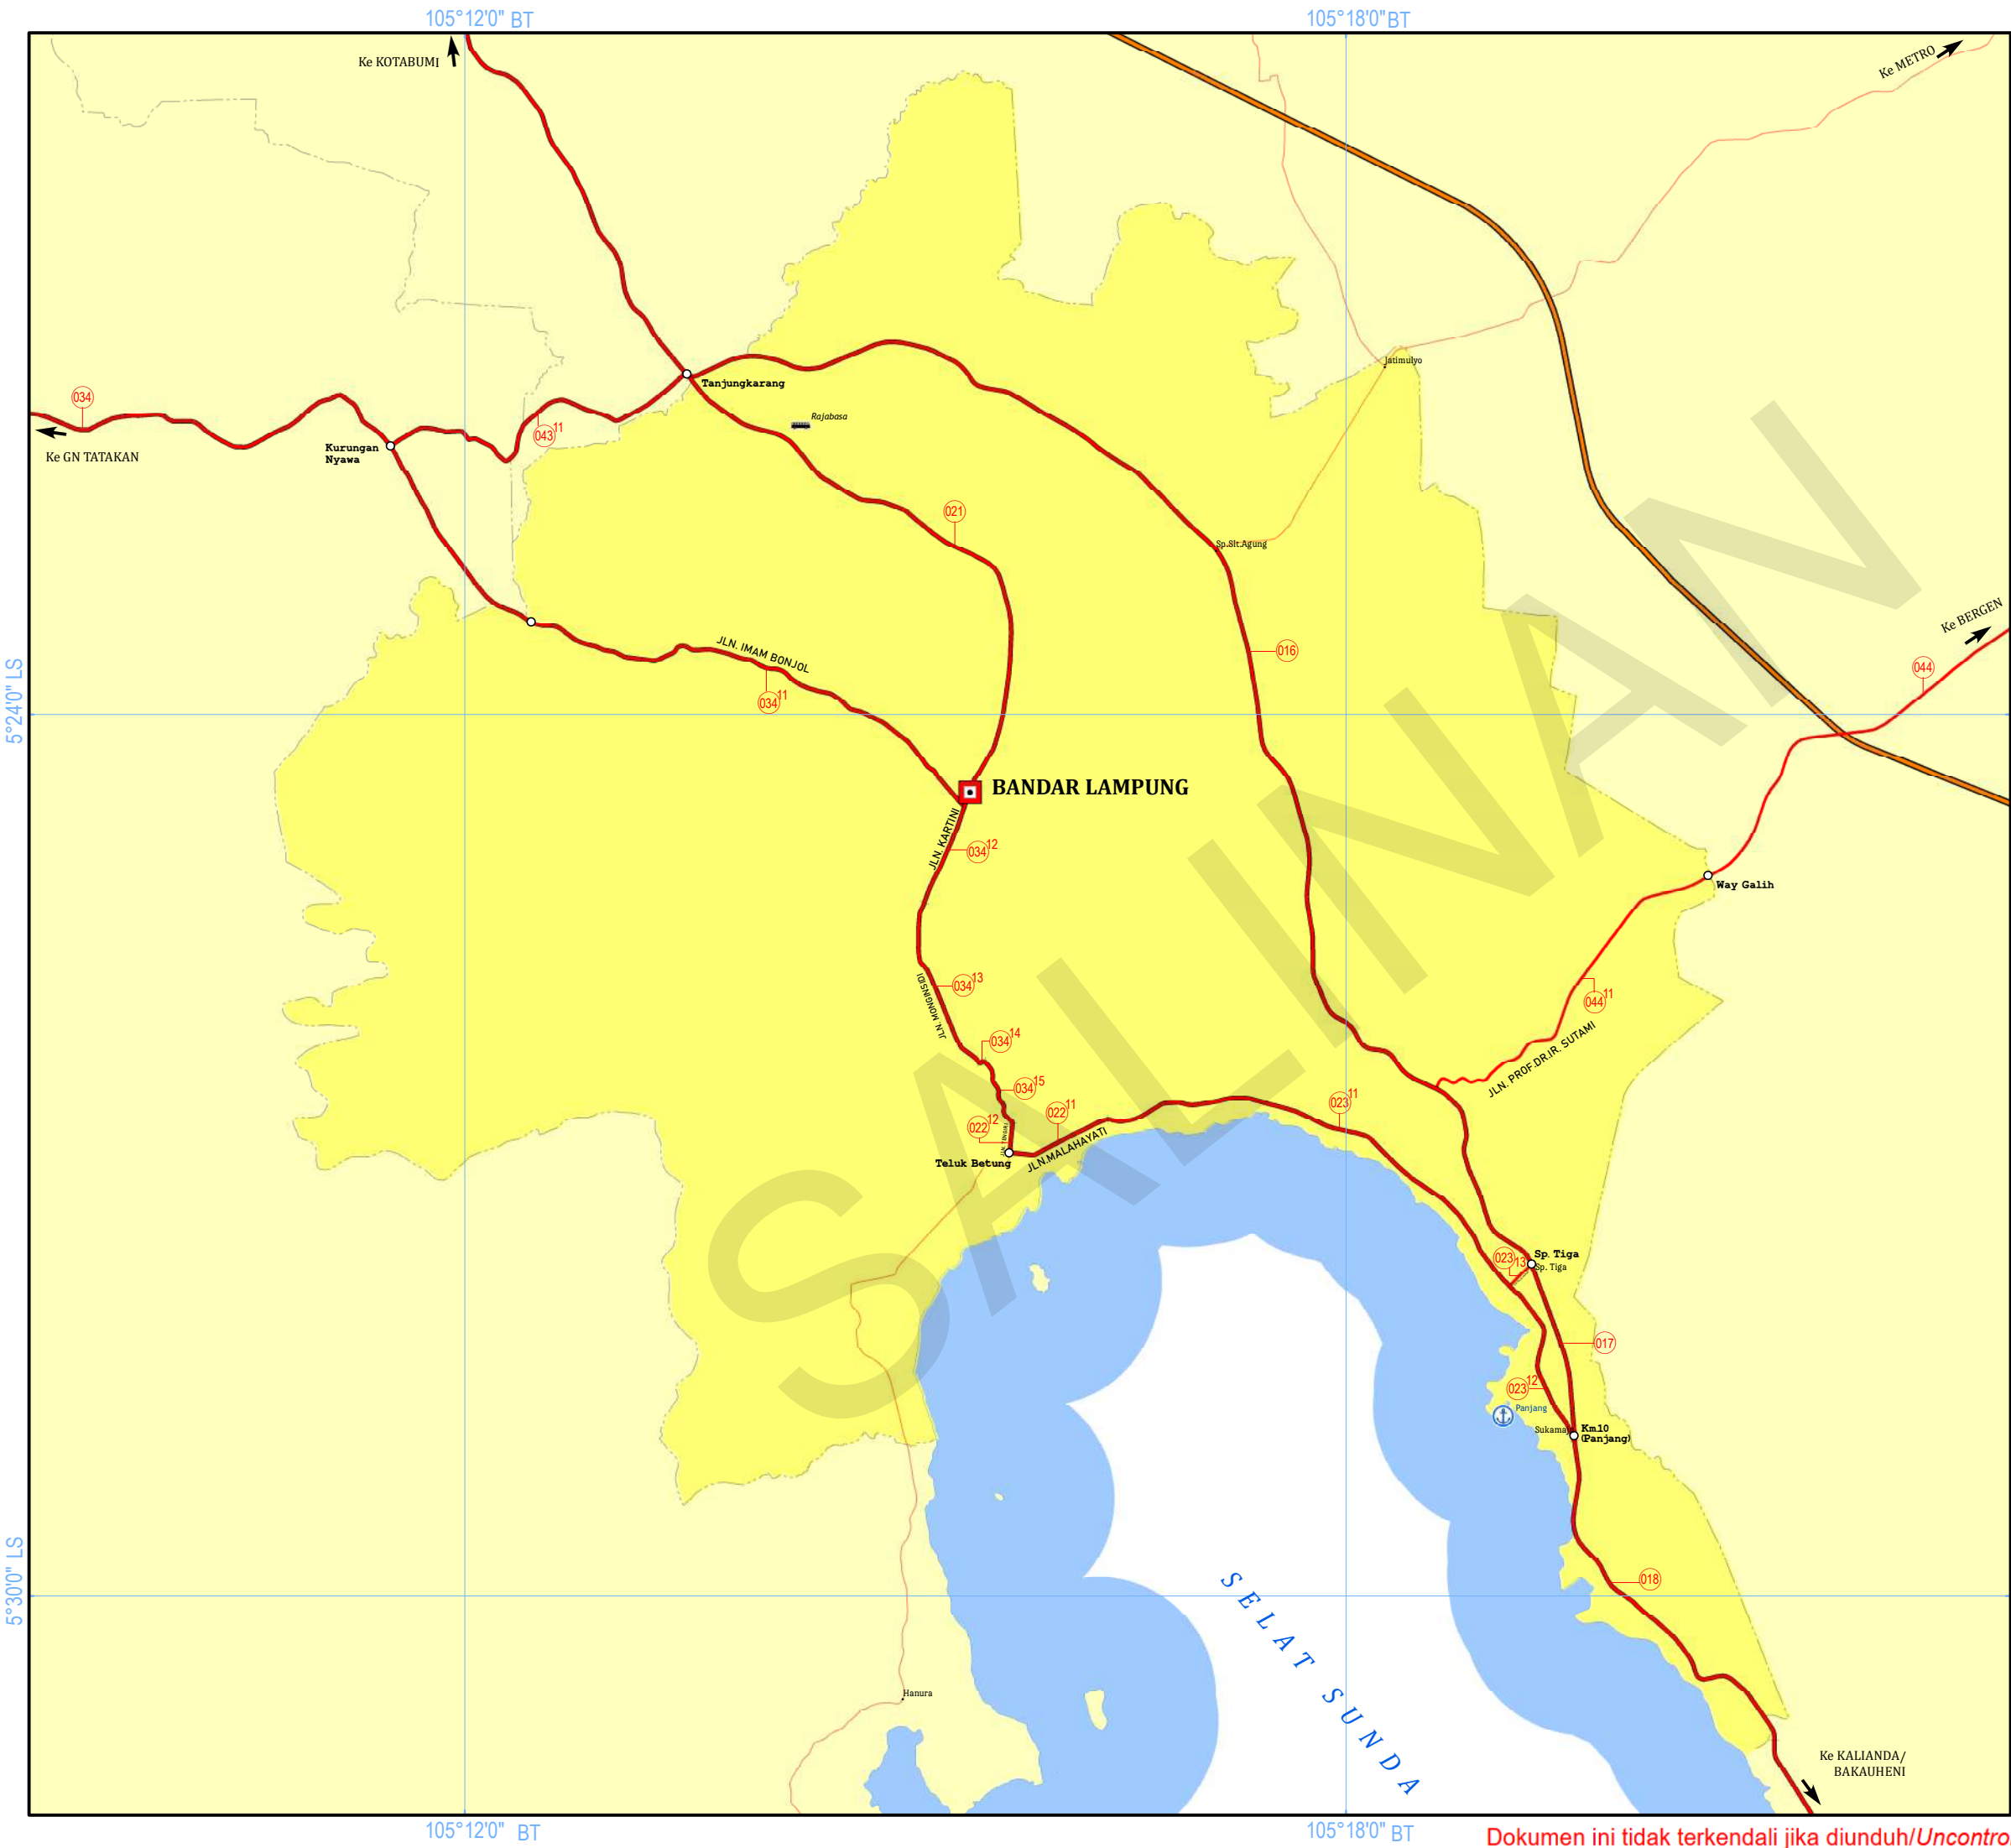 105°12'0" BT
105°18'0" BT
Ke KOTABUMI
Ke METRO
Tanjungkarang
Jatimulyo
034
Rajabasa
043 11
Ke GN TATAKAN
Kurungan
Nyawa
021
Sp.Slt.Agung
Ke BERGEN
016
044
JLN. IMAM BONJOL
034 11
5°24'0" LS
BANDAR LAMPUNG
JLN. KARTINI
034 12
Way Galih
034 13
JLN. MONGINSIDI
044 11
JLN. PROF.DR.IR. SUTAMI
034 14
034 15
022 12
022 11
023 11
Teluk Betung
JLN.MALAHAYATI
Sp. Tiga
Sp. Tiga
023 13
017
023 12
Panjang
Km10
(Panjang)
SALINAN
018
5°30'0" LS
SELAT SUNDA
Hanura
Ke KALIANDA/
BAKAUHENI
105°12'0" BT
105°18'0" BT
Dokumen ini tidak terkendali jika diunduh/Uncontro